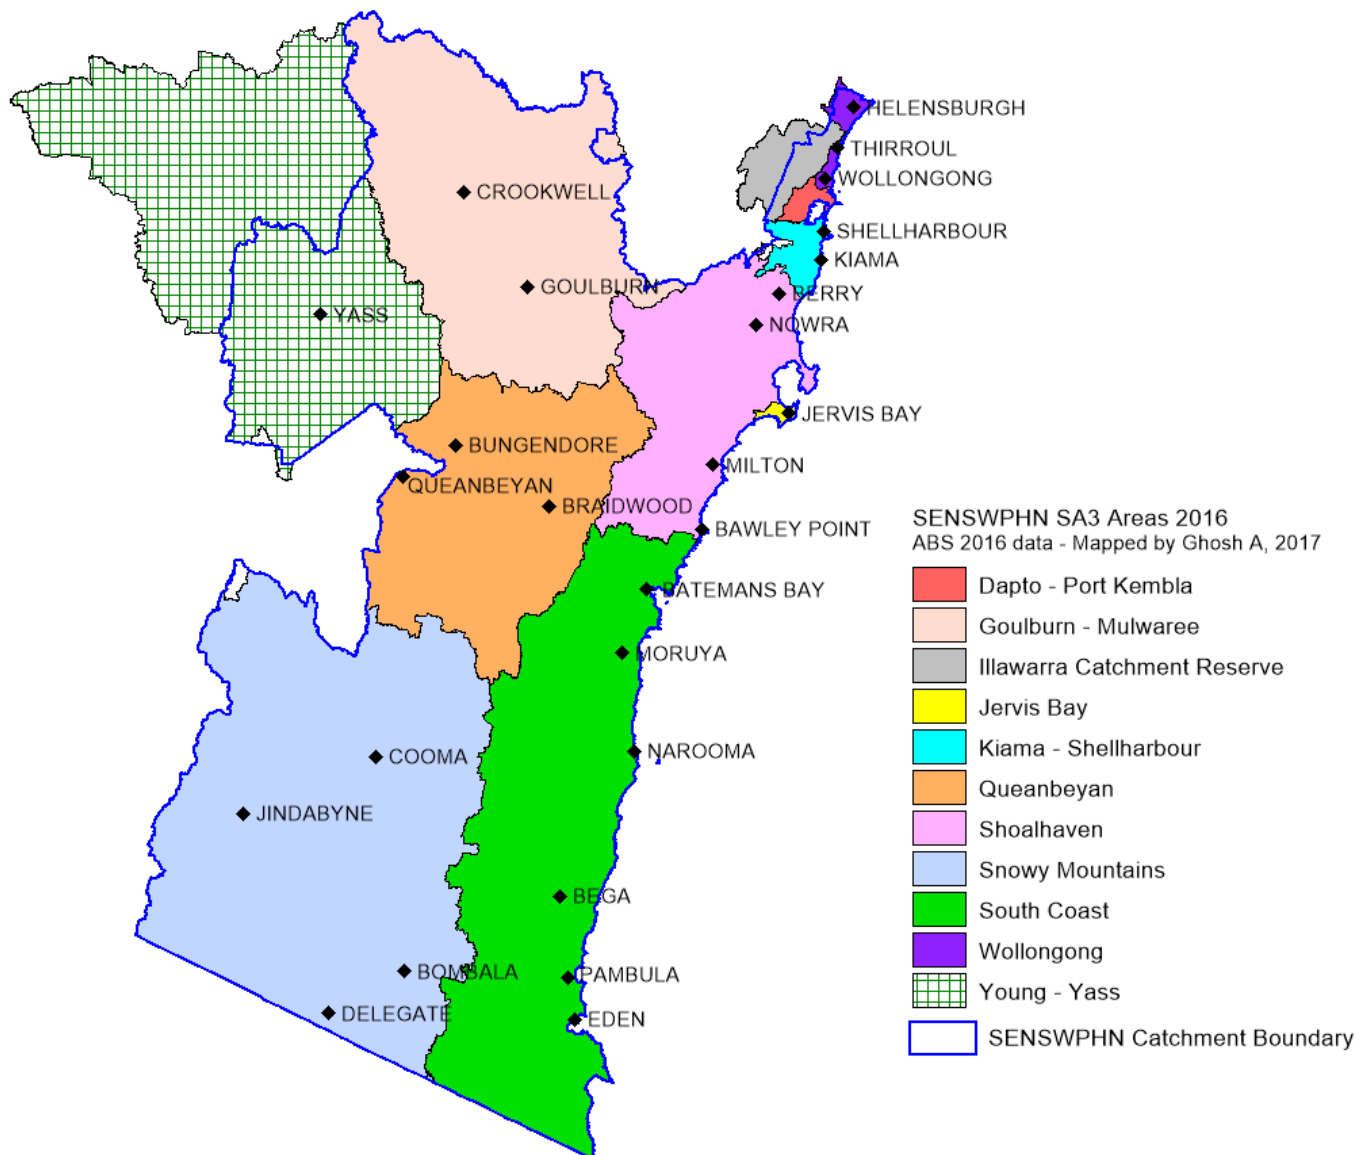 HELENSBURGH
THIRROUL
WOLLONGONG
CROOKWELL
SHELLHARBOUR
KIAMA
GOULBURN
BERRY
YASS
NOWRA
JERVIS BAY
BUNGENDORE
MILTON
QUEANBEYAN
BRAIDWOOD
BAWLEY POINT
BATEMANS BAY
MORUYA
NAROOMA
COOMA
JINDABYNE
BEGA
BOMBALA
PAMBULA
DELEGATE
EDEN
SENSWPHN SA3 Areas 2016
ABS 2016 data - Mapped by Ghosh A, 2017
Dapto - Port Kembla
Goulburn - Mulwaree
Illawarra Catchment Reserve
Jervis Bay
Kiama - Shellharbour
Queanbeyan
Shoalhaven
Snowy Mountains
South Coast
Wollongong
Young - Yass
SENSWPHN Catchment Boundary